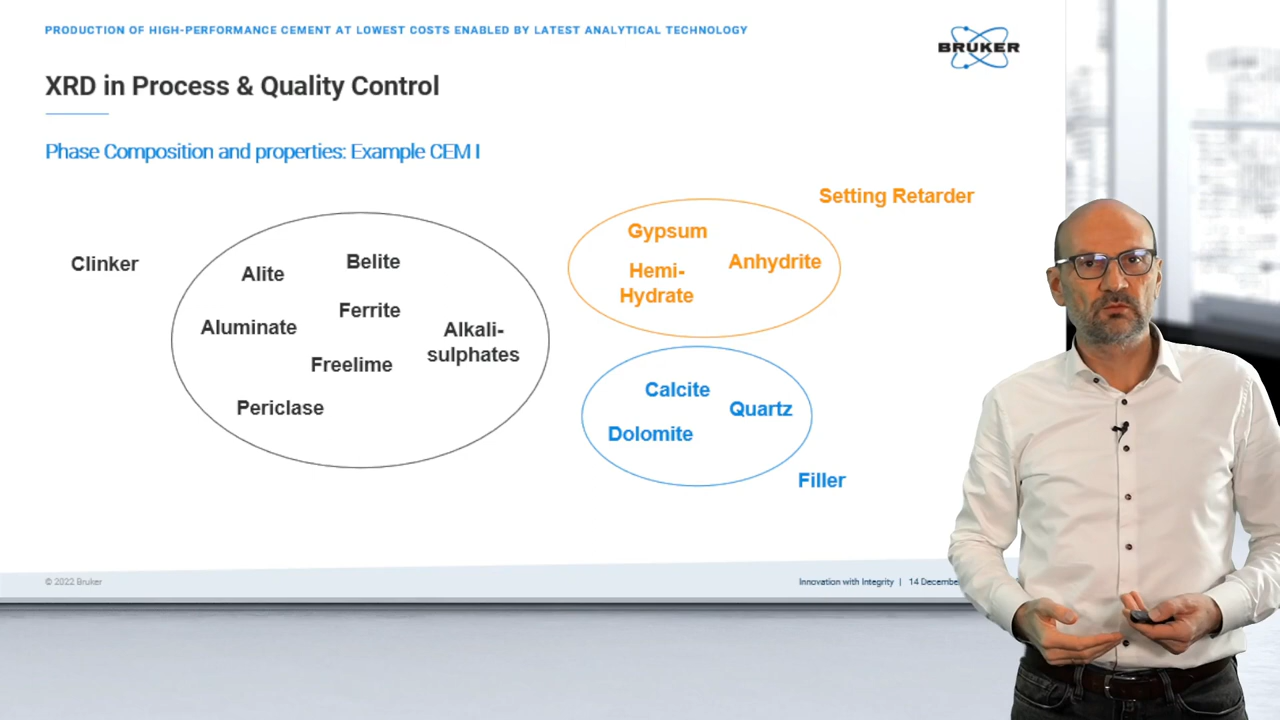 PRODUCTION OF HIGH-PERFORMANCE CEMENT AT LOWEST COSTS ENABLED BY LATEST ANALYTICAL TECHNOLOGY
BRUKER
XRD in Process & Quality Control
Phase Composition and properties: Example CEM I
Setting Retarder
Clinker
Alite
Belite
Ferrite
Aluminate
Alkali-
sulphates
Freelime
Periclase
Gypsum
Anhydrite
Hemi-
Hydrate
Calcite
Quartz
Dolomite
Filler
© 2022 Bruker
Innovation with Integrity | 14